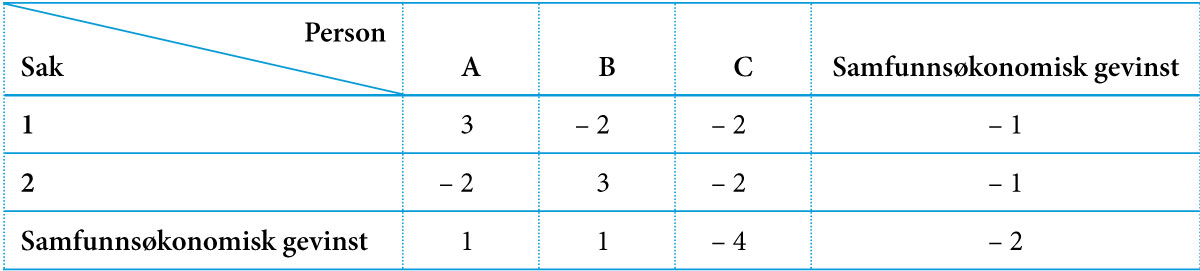 Person
Sak A B C Samfunnsøkonomisk gevinst
1 3 – 2 – 2 – 1
2 – 2 3 – 2 – 1
Samfunnsøkonomisk gevinst 1 1 – 4 – 2